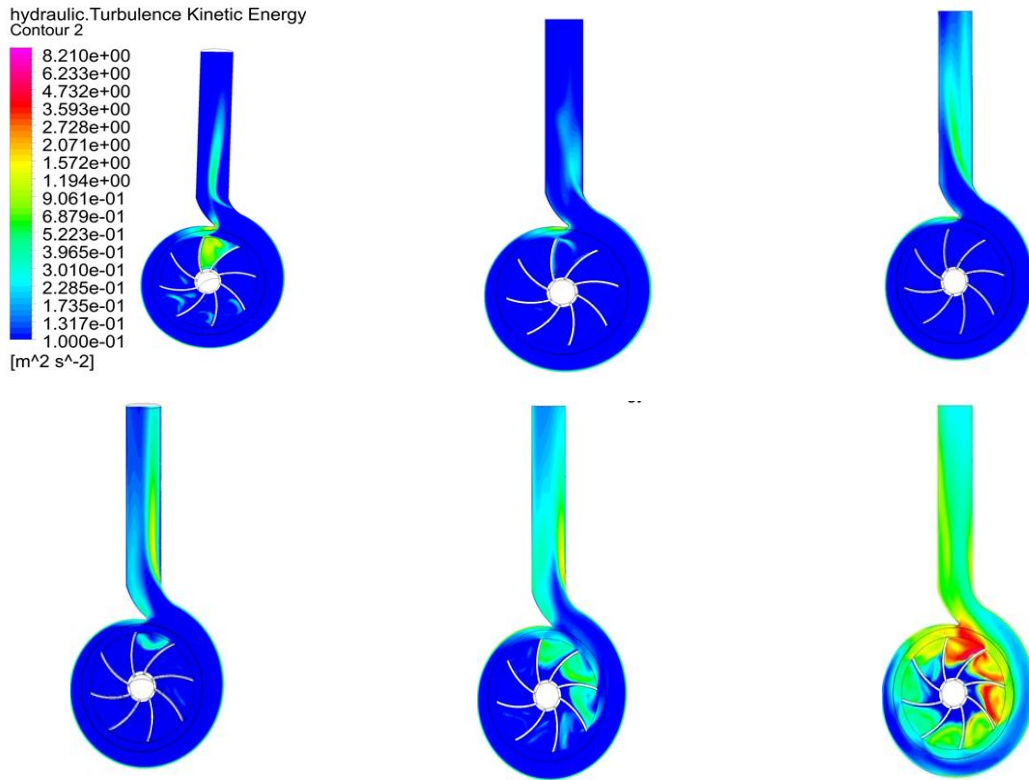 hydraulic.Turbulence Kinetic Energy
Contour 2
8.210e+00
6.233e+00
4.732e+00
3.593e+00
2.728e+00
2.071e+00
1.572e+00
1.194e+00
9.061e-01
6.879e-01
5.223e-01
3.965e-01
3.010e-01
2.285e-01
1.735e-01
1.317e-01
1.000e-01
[m^2 s^-2]